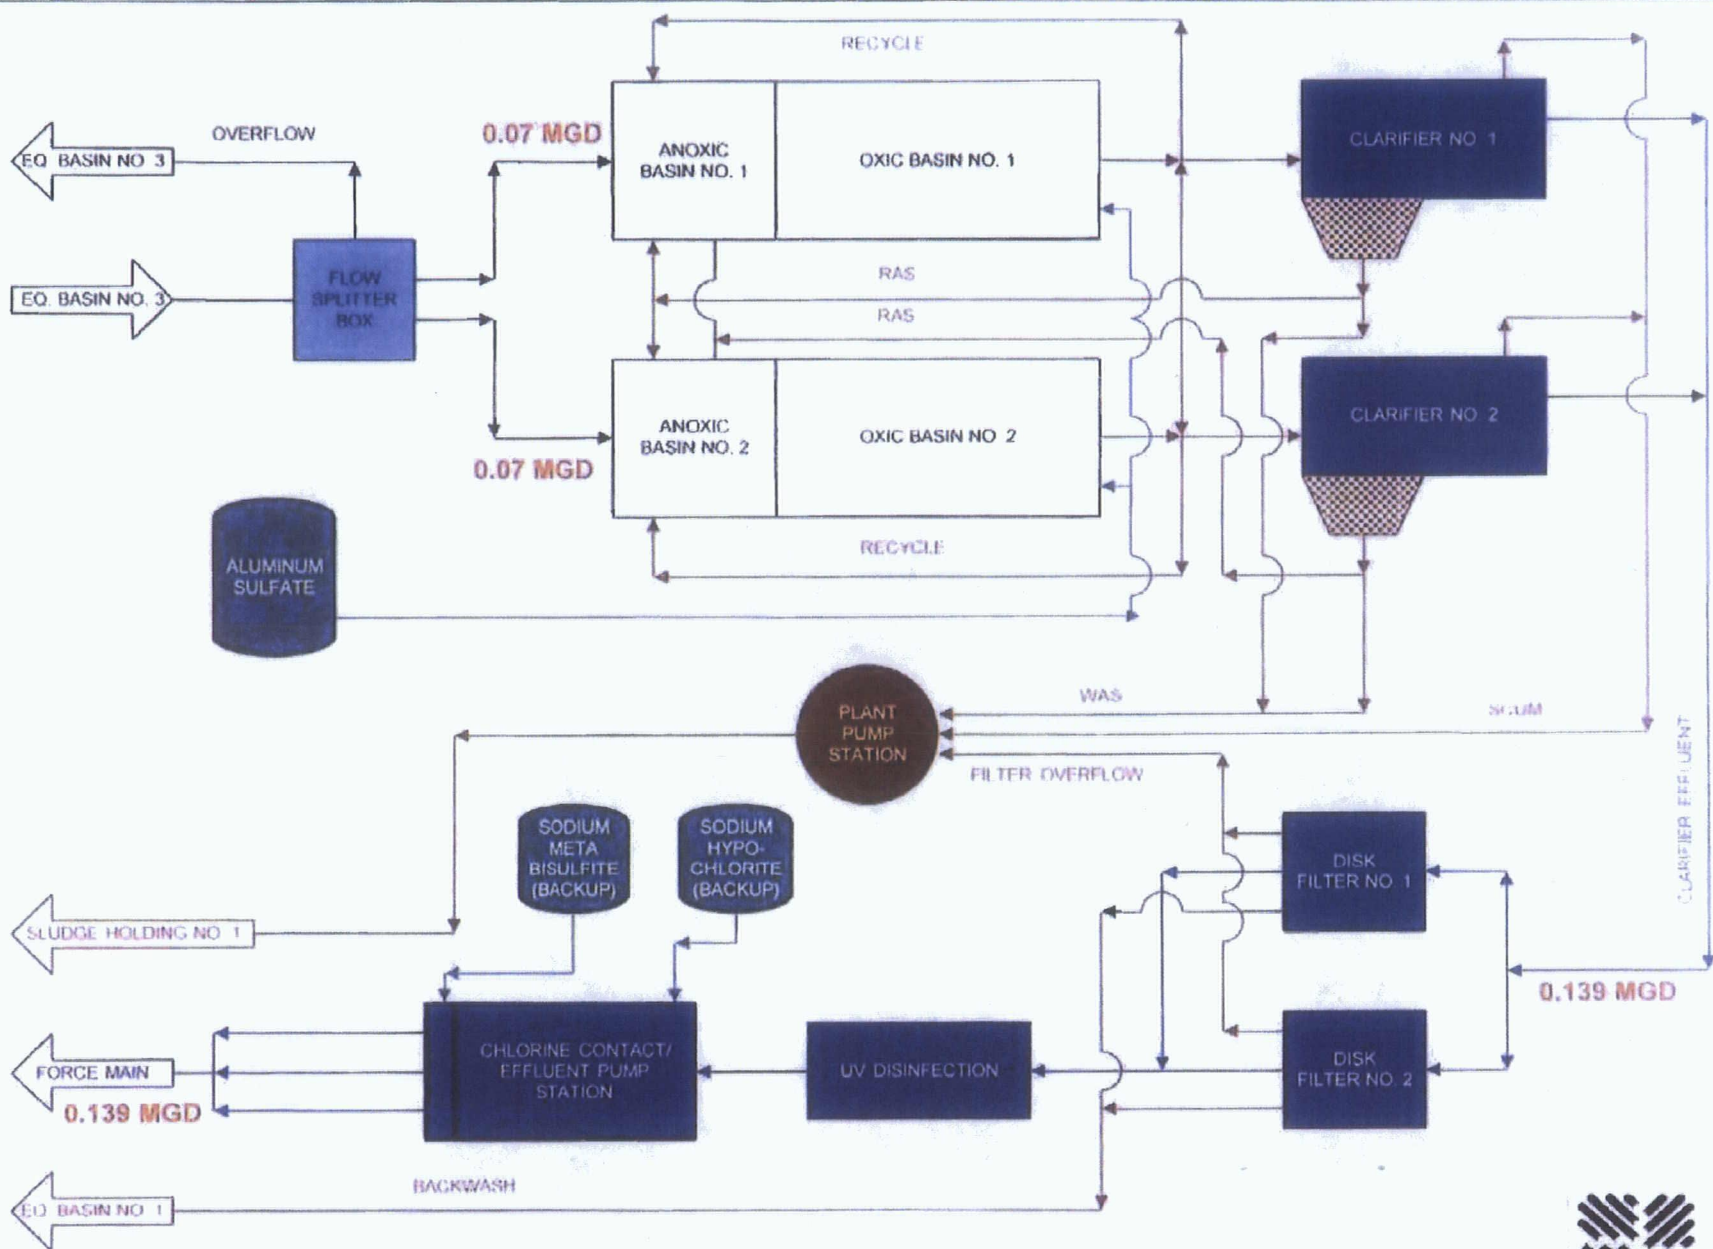 RECYCLE
OVERFLOW
0.07 MGD
EQ. BASIN NO. 3
ANOXIC
BASIN NO. 1
OXIC BASIN NO. 1
CLARIFIER NO. 1
FLOW
SPLITTER
BOX
EQ. BASIN NO. 3
RAS
RAS
ANOXIC
BASIN NO. 2
OXIC BASIN NO. 2
CLARIFIER NO. 2
0.07 MGD
RECYCLE
ALUMINUM
SULFATE
PLANT
PUMP
STATION
WAS
SCUM
FILTER OVERFLOW
CLARIFIER EFFLUENT
SODIUM
META
BISULFITE
(BACKUP)
SODIUM
HYPO-
CHLORITE
(BACKUP)
DISK
FILTER NO. 1
SLUDGE HOLDING NO. 1
0.139 MGD
CHLORINE CONTACT/
EFFLUENT PUMP
STATION
UV DISINFECTION
DISK
FILTER NO. 2
FORCE MAIN
0.139 MGD
BACKWASH
EQ. BASIN NO. 1